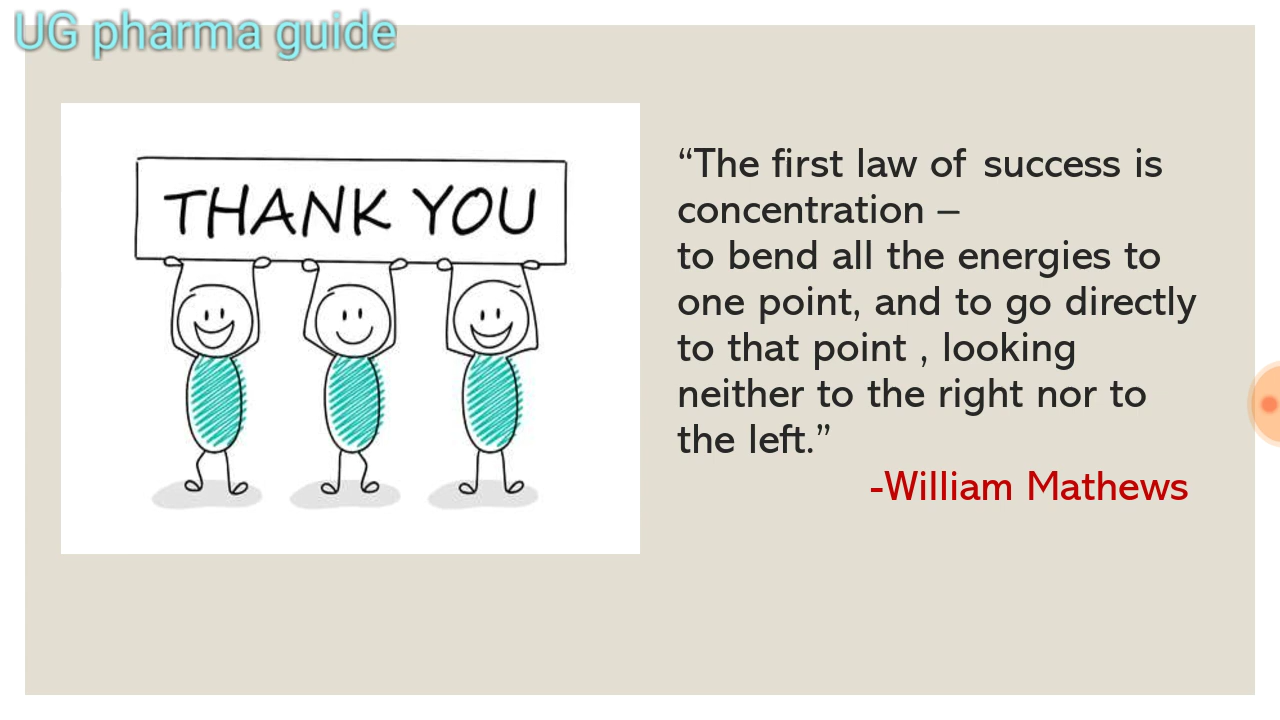 UG pharma guide
THANK YOU
“The first law of success is
concentration –
to bend all the energies to
one point, and to go directly
to that point , looking
neither to the right nor to
the left.”
-William Mathews